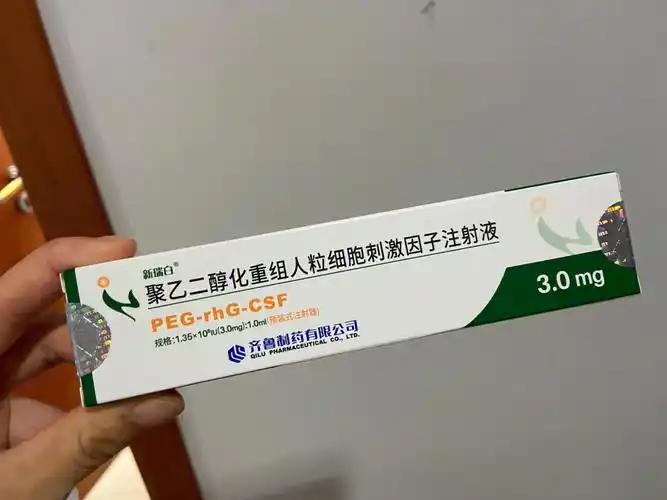 新瑞白®
聚乙二醇化重组人粒细胞刺激因子注射液
PEG-rhG-CSF
规格:1.35×10⁸IU(3.0mg):1.0ml(预装式注射器)
齐鲁制药有限公司
QILU PHARMACEUTICAL CO., LTD.
3.0 mg